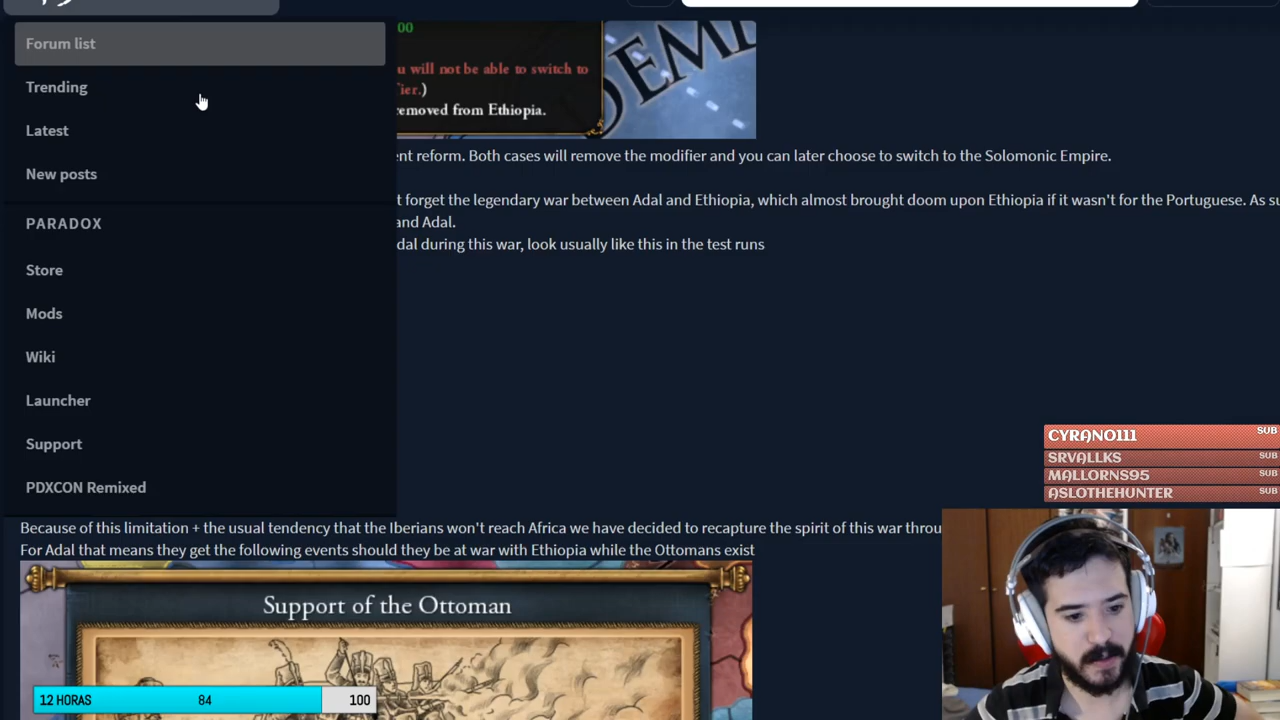 Forum list
Trending
Latest
New posts
PARADOX
Store
Mods
Wiki
Launcher
Support
PDXCON Remixed
00
u will not be able to switch to
Tier.)
removed from Ethiopia.
DEMI
ent reform. Both cases will remove the modifier and you can later choose to switch to the Solomonic Empire.
t forget the legendary war between Adal and Ethiopia, which almost brought doom upon Ethiopia if it wasn't for the Portuguese. As su
and Adal.
dal during this war, look usually like this in the test runs
Because of this limitation + the usual tendency that the Iberians won't reach Africa we have decided to recapture the spirit of this war throu
For Adal that means they get the following events should they be at war with Ethiopia while the Ottomans exist
Support of the Ottoman
12 HORAS 84 100
CYRANO111 SUB
SRVALLKS SUB
MALLORNS95 SUB
ASLOTHEHUNTER SUB